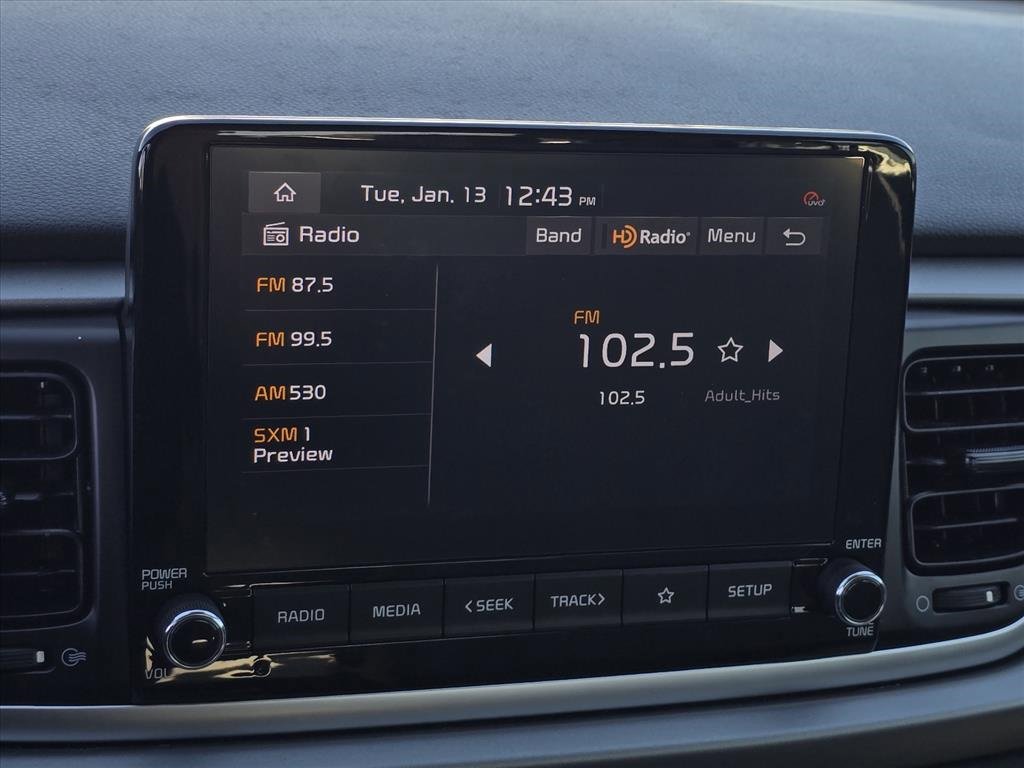 Tue, Jan. 13 12:43 PM
UVO
Radio Band HD Radio Menu
FM 87.5
FM 99.5
AM 530
SXM 1
Preview
FM
102.5
102.5 Adult_Hits
POWER
PUSH
VOL
RADIO MEDIA <SEEK TRACK> SETUP
ENTER
TUNE